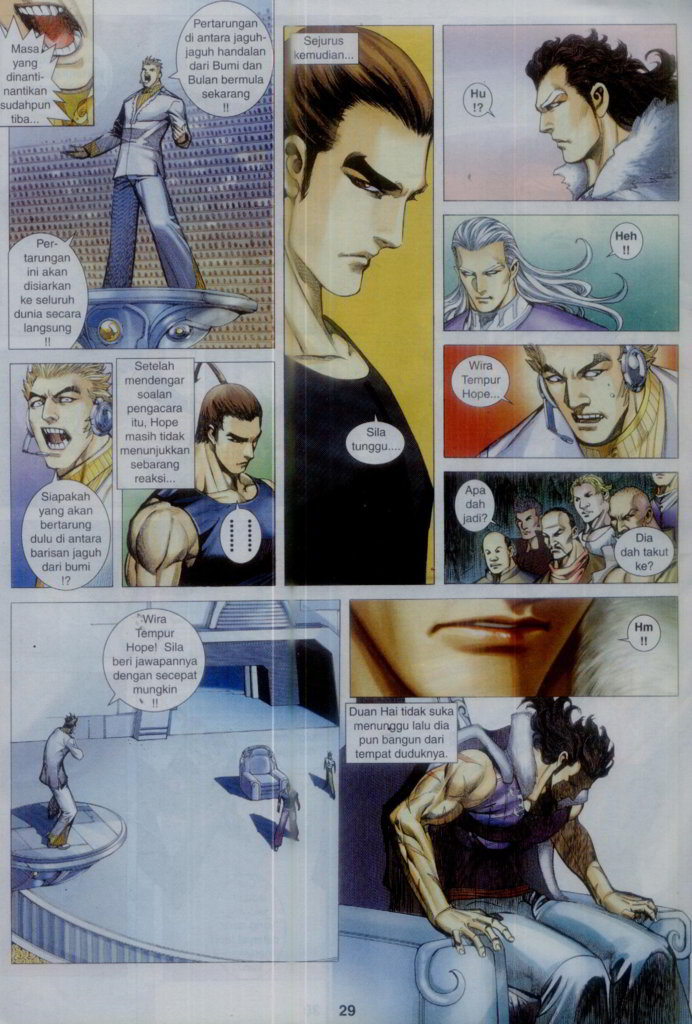 Masa
yang
dinanti-
nantikan
sudahpun
tiba...
Pertarungan
di antara jaguh-
jaguh handalan
dari Bumi dan
Bulan bermula
sekarang
!!
Per-
tarungan
ini akan
disiarkan
ke seluruh
dunia secara
langsung
!!
Siapakah
yang akan
bertarung
dulu di antara
barisan jaguh
dari bumi
!?
Setelah
mendengar
soalan
pengacara
itu, Hope
masih tidak
menunjukkan
sebarang
reaksi...
Sejurus
kemudian...
Sila
tunggu....
Hu
!?
Heh
!!
Wira
Tempur
Hope...
Apa
dah
jadi?
Dia
dah takut
ke?
Wira
Tempur
Hope! Sila
beri jawapannya
dengan secepat
mungkin
!!
Hm
!!
Duan Hai tidak suka
menunggu lalu dia
pun bangun dari
tempat duduknya.
29